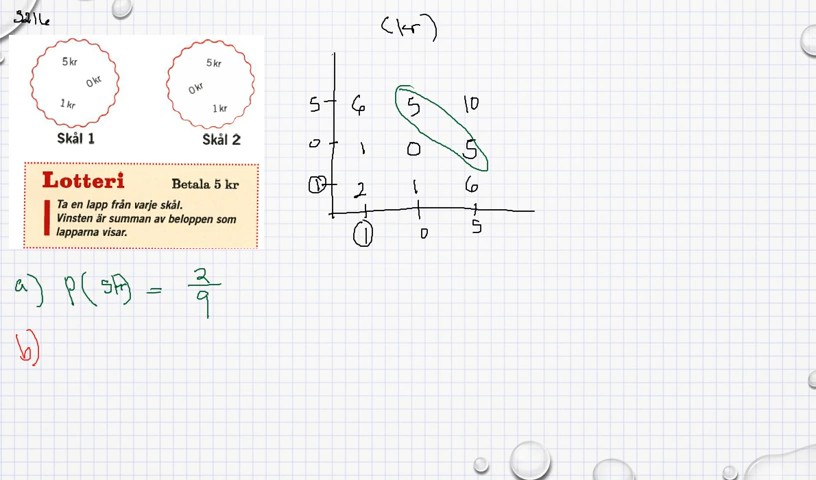 3216
(kr)
5 kr
0 kr
1 kr
Skål 1
5 kr
0 kr
1 kr
Skål 2
5 6 5 10
0 1 0 5
1 2 1 6
1 0 5
Lotteri Betala 5 kr
Ta en lapp från varje skål.
Vinsten är summan av beloppen som
lapparna visar.
a) P(5kr) = 2/9
b)